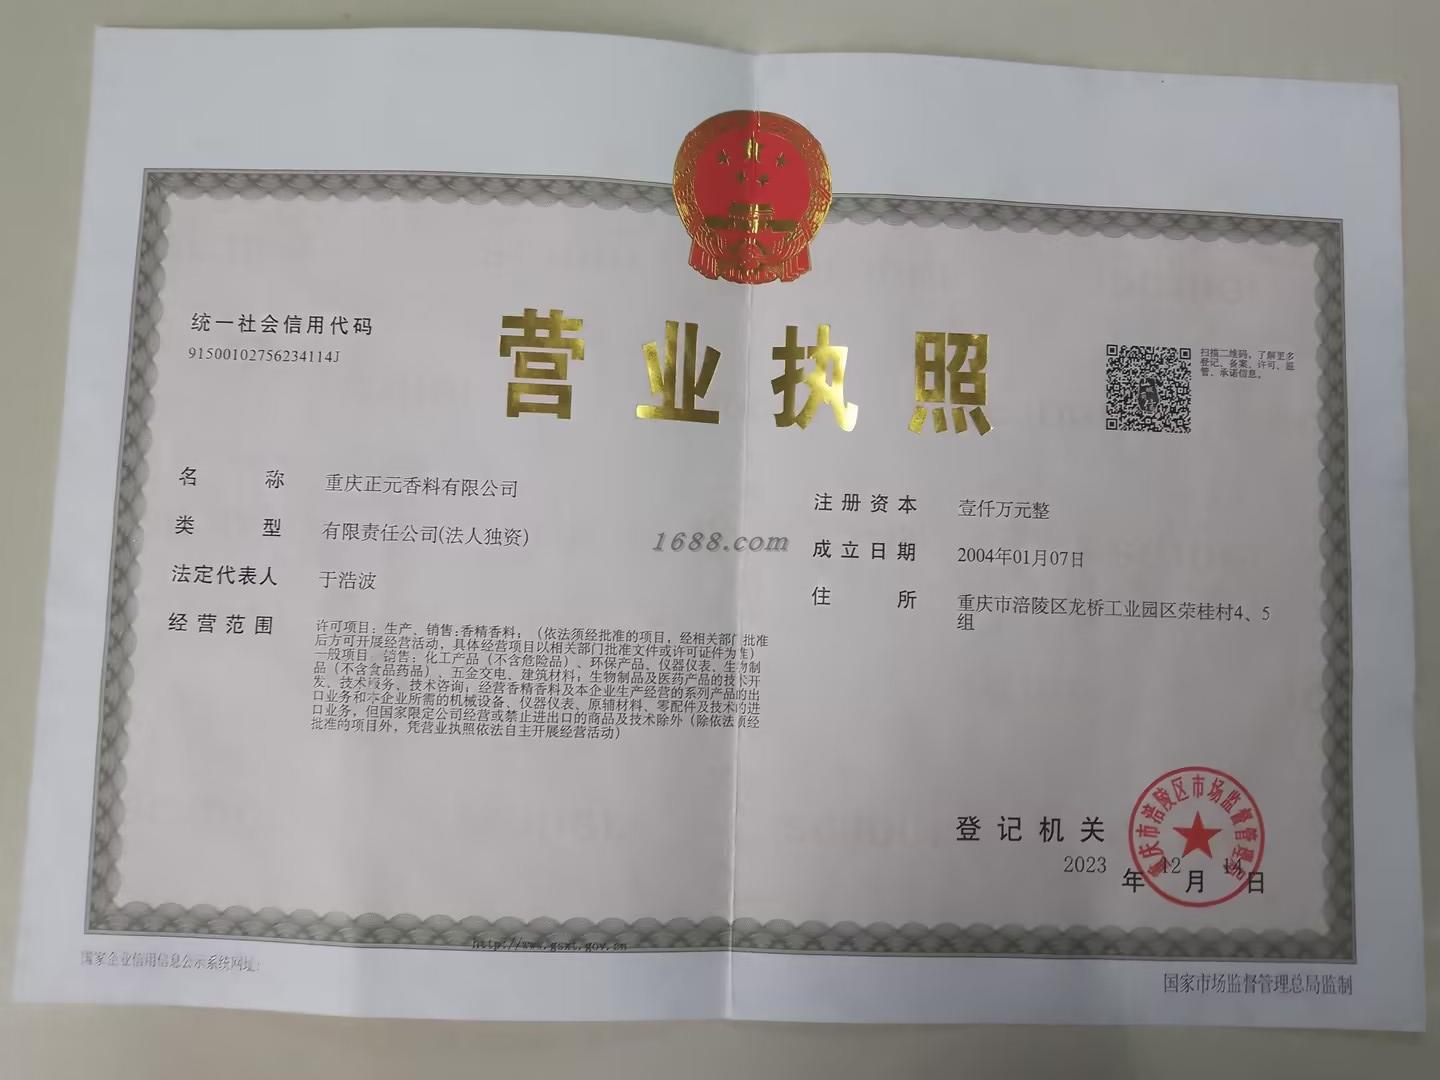 统一社会信用代码
91500102756234114J
营业执照
扫描二维码，了解更多
登记、备案、许可、监
管、承诺信息。
名称 重庆正元香料有限公司
类型 有限责任公司(法人独资)
法定代表人 于浩波
经营范围 许可项目：生产、销售:香精香料；（依法须经批准的项目，经相关部门批准
后方可开展经营活动，具体经营项目以相关部门批准文件或许可证件为准）
一般项目：销售：化工产品（不含危险品）、环保产品、仪器仪表、生物制
品（不含食品药品）、五金交电、建筑材料；生物制品及医药产品的技术开
发、技术服务、技术咨询；经营香精香料及本企业生产经营的系列产品的出
口业务和本企业所需的机械设备、仪器仪表、原辅材料、零配件及技术的进
口业务，但国家限定公司经营或禁止进出口的商品及技术除外（除依法须经
批准的项目外，凭营业执照依法自主开展经营活动）
1688.com
注册资本 壹仟万元整
成立日期 2004年01月07日
住所 重庆市涪陵区龙桥工业园区荣桂村4、5
组
登记机关
重庆市涪陵区市场监督管理局
2023年12月14日
国家企业信用信息公示系统网址：
http://www.gsxt.gov.cn
国家市场监督管理总局监制